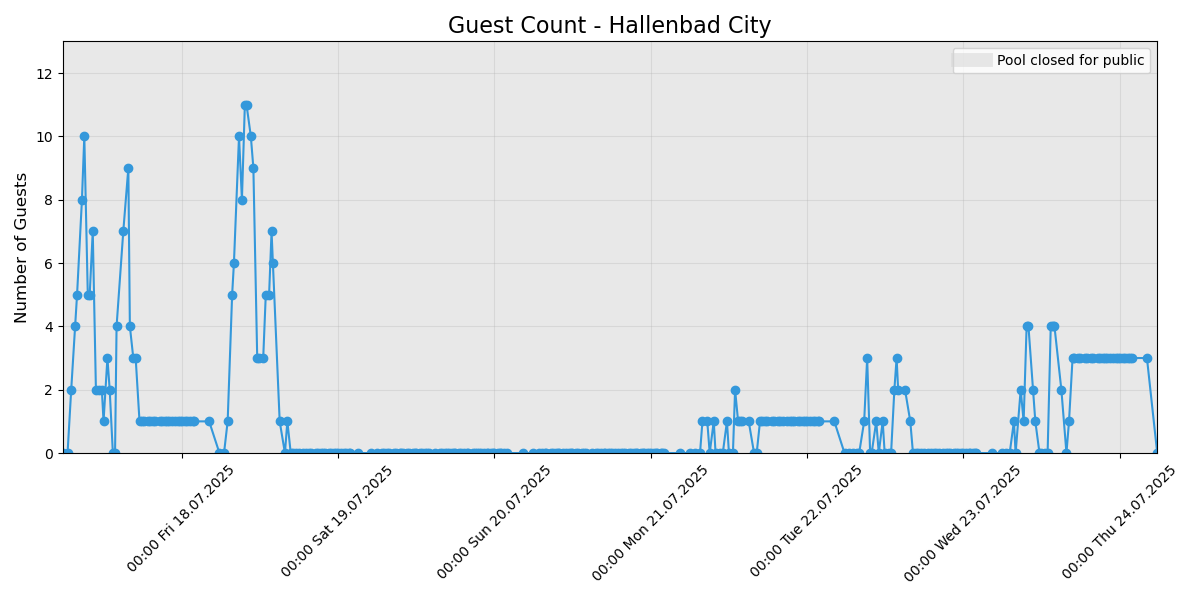 Guest Count - Hallenbad City
Pool closed for public
Number of Guests
12
10
8
6
4
2
0
00:00 Fri 18.07.2025
00:00 Sat 19.07.2025
00:00 Sun 20.07.2025
00:00 Mon 21.07.2025
00:00 Tue 22.07.2025
00:00 Wed 23.07.2025
00:00 Thu 24.07.2025